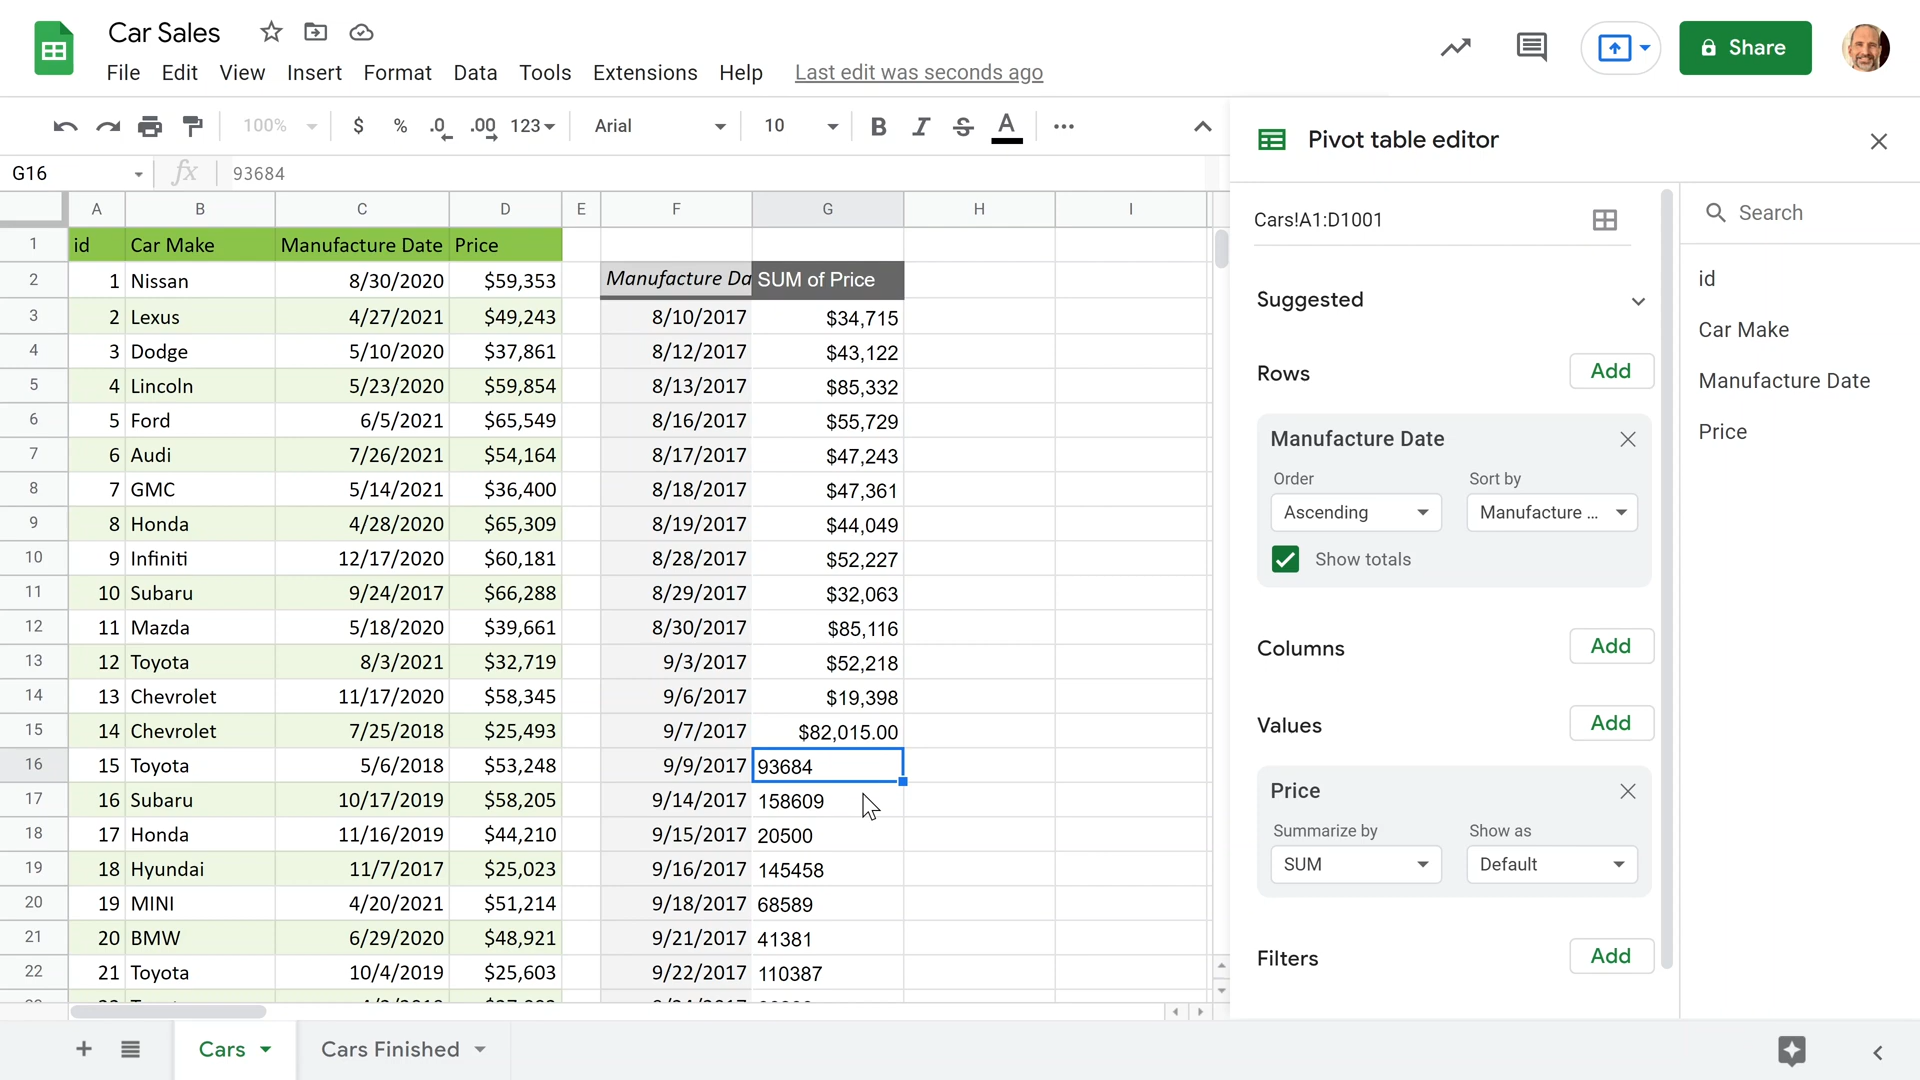 Car Sales
File Edit View Insert Format Data Tools Extensions Help Last edit was seconds ago
Share
100% $ % .0 .00 123 Arial 10 B I S A
Pivot table editor
G16 fx 93684
A B C D E F G H I
1 id Car Make Manufacture Date Price
2 1 Nissan 8/30/2020 $59,353 Manufacture Da SUM of Price
3 2 Lexus 4/27/2021 $49,243 8/10/2017 $34,715
4 3 Dodge 5/10/2020 $37,861 8/12/2017 $43,122
5 4 Lincoln 5/23/2020 $59,854 8/13/2017 $85,332
6 5 Ford 6/5/2021 $65,549 8/16/2017 $55,729
7 6 Audi 7/26/2021 $54,164 8/17/2017 $47,243
8 7 GMC 5/14/2021 $36,400 8/18/2017 $47,361
9 8 Honda 4/28/2020 $65,309 8/19/2017 $44,049
10 9 Infiniti 12/17/2020 $60,181 8/28/2017 $52,227
11 10 Subaru 9/24/2017 $66,288 8/29/2017 $32,063
12 11 Mazda 5/18/2020 $39,661 8/30/2017 $85,116
13 12 Toyota 8/3/2021 $32,719 9/3/2017 $52,218
14 13 Chevrolet 11/17/2020 $58,345 9/6/2017 $19,398
15 14 Chevrolet 7/25/2018 $25,493 9/7/2017 $82,015.00
16 15 Toyota 5/6/2018 $53,248 9/9/2017 93684
17 16 Subaru 10/17/2019 $58,205 9/14/2017 158609
18 17 Honda 11/16/2019 $44,210 9/15/2017 20500
19 18 Hyundai 11/7/2017 $25,023 9/16/2017 145458
20 19 MINI 4/20/2021 $51,214 9/18/2017 68589
21 20 BMW 6/29/2020 $48,921 9/21/2017 41381
22 21 Toyota 10/4/2019 $25,603 9/22/2017 110387
Cars!A1:D1001
Suggested
Rows Add
Manufacture Date
Order Sort by
Ascending Manufacture ...
Show totals
Columns Add
Values Add
Price
Summarize by Show as
SUM Default
Filters Add
Search
id
Car Make
Manufacture Date
Price
Cars Cars Finished